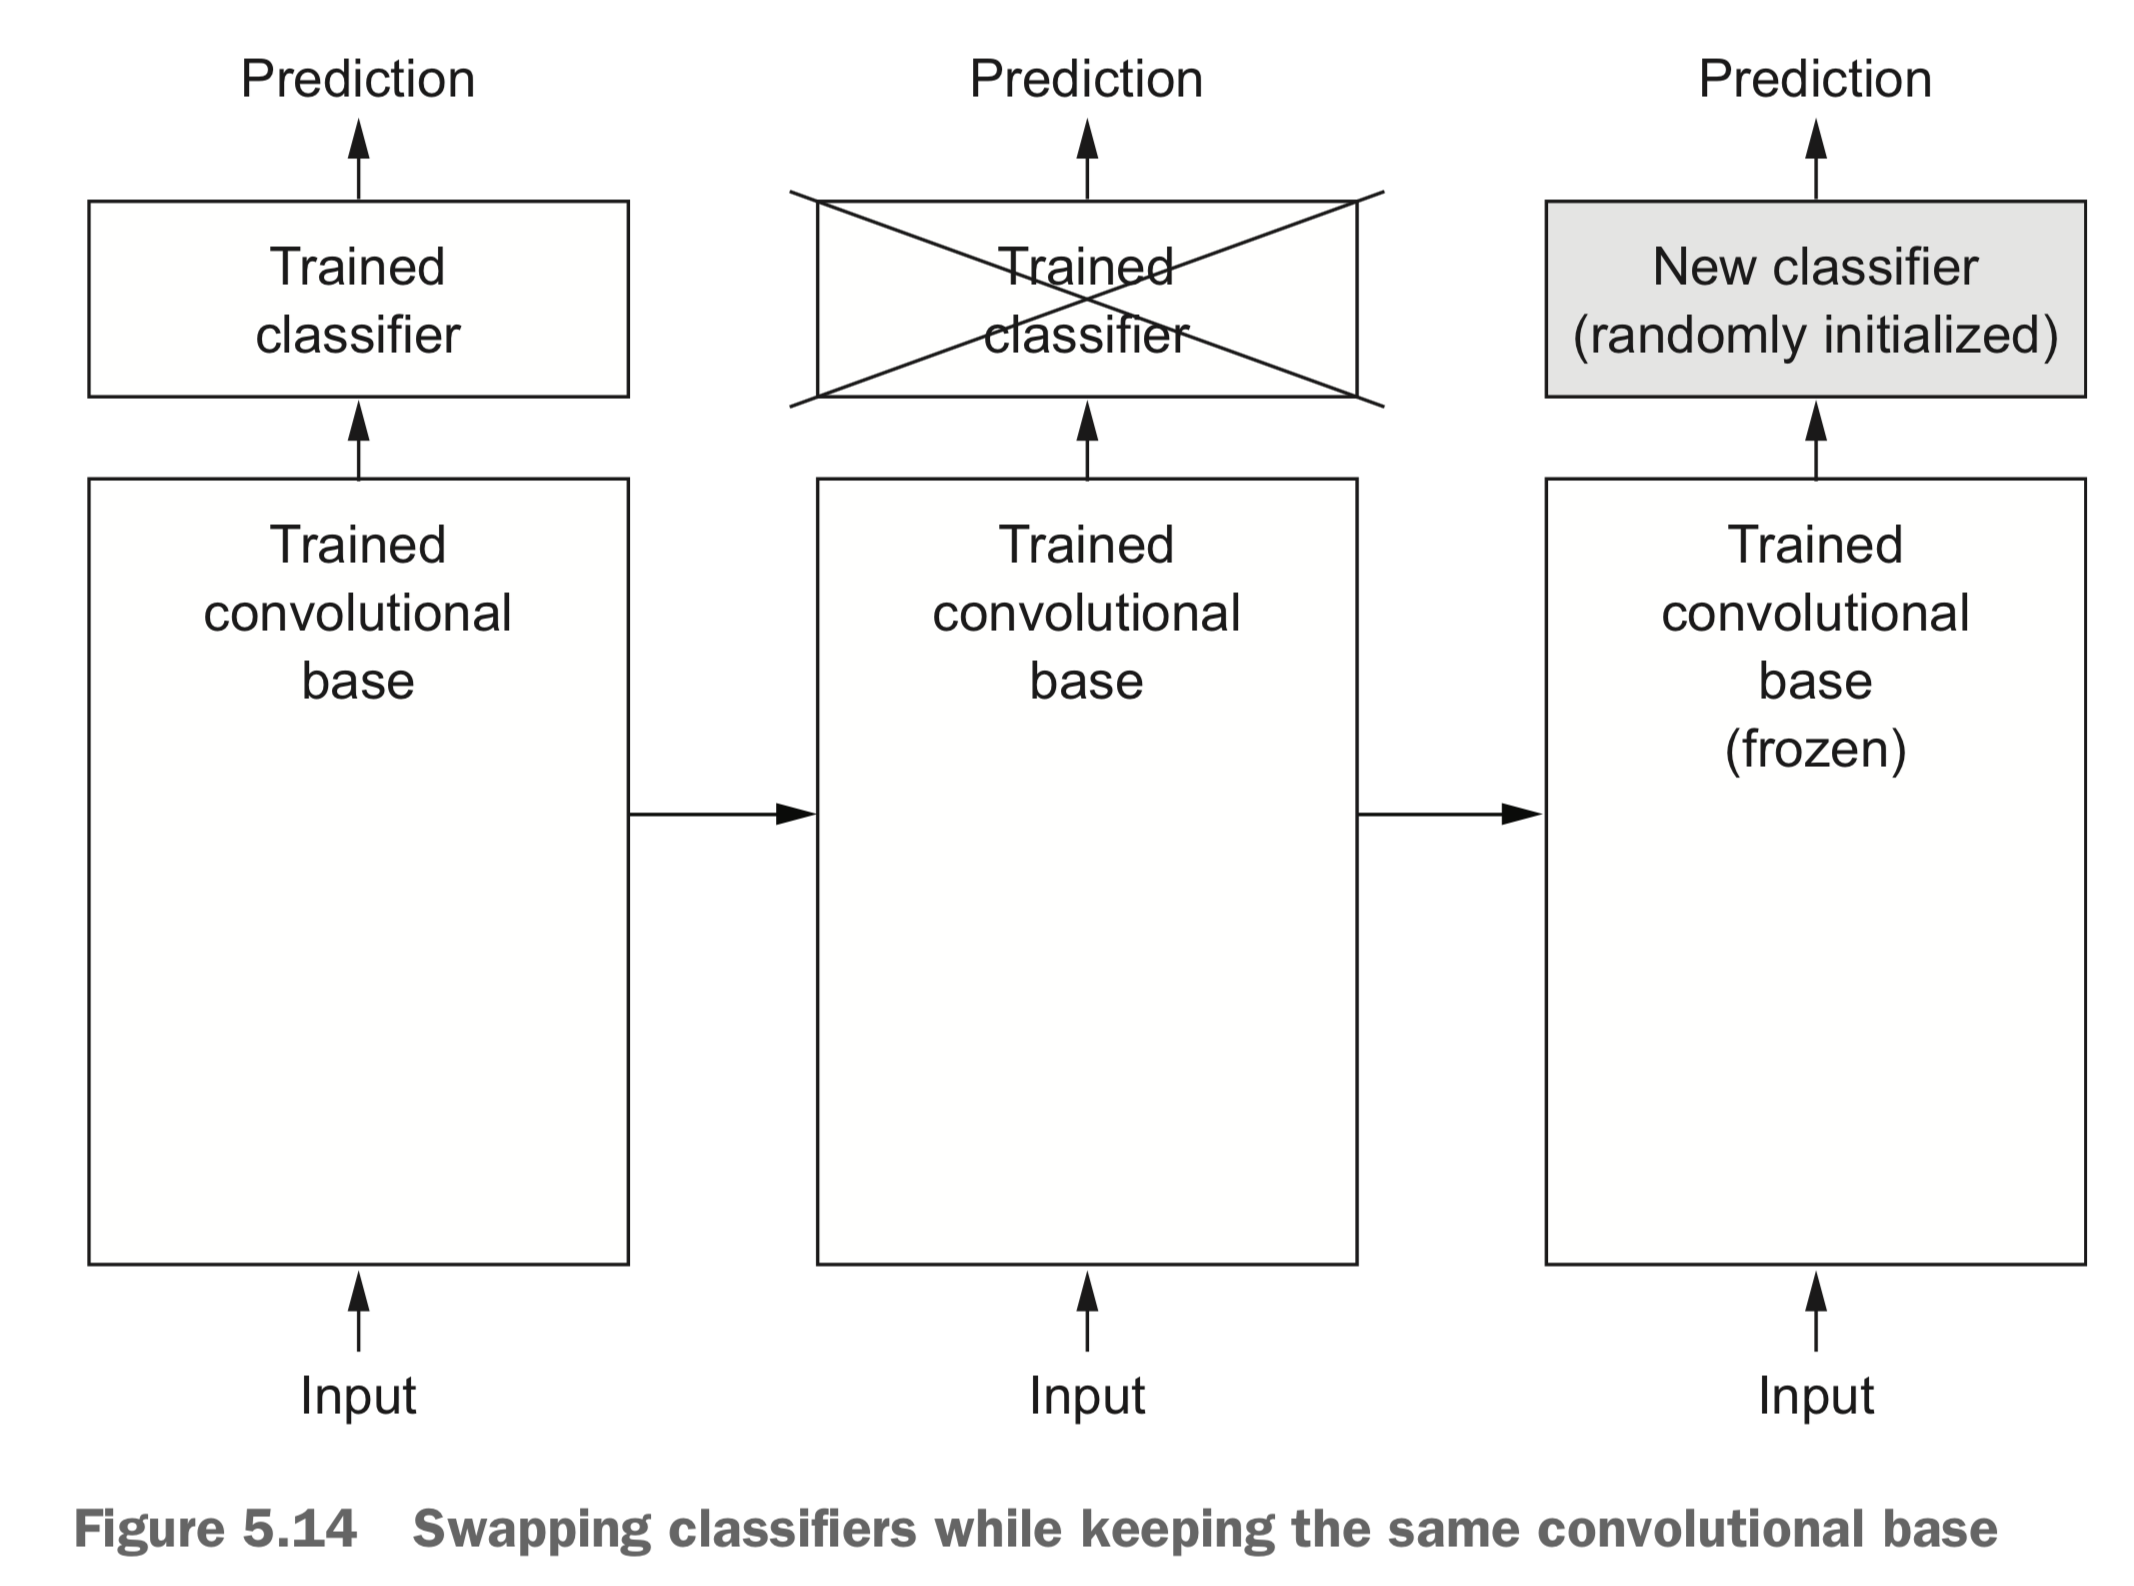 Prediction
Prediction
Prediction
Trained
classifier
Trained
classifier
New classifier
(randomly initialized)
Trained
convolutional
base
Trained
convolutional
base
Trained
convolutional
base
(frozen)
Input
Input
Input
Figure 5.14 Swapping classifiers while keeping the same convolutional base